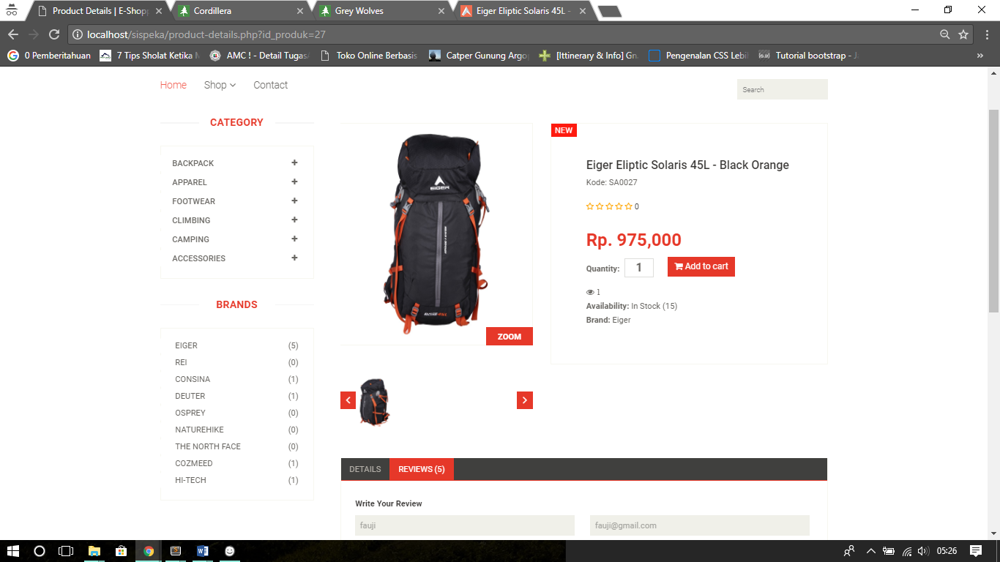 Product Details | E-Shopp
Cordillera
Grey Wolves
Eiger Eliptic Solaris 45L -
localhost/sispeka/product-details.php?id_produk=27
0 Pemberitahuan
7 Tips Sholat Ketika
AMC ! - Detail Tugas
Toko Online Berbasis
Catper Gunung Argo
[Ittinerary & Info] Gn.
Pengenalan CSS Lebi
Tutorial bootstrap -
»
Home Shop Contact
Search
CATEGORY
BACKPACK +
APPAREL +
FOOTWEAR +
CLIMBING +
CAMPING +
ACCESSORIES +
BRANDS
EIGER (5)
REI (0)
CONSINA (1)
DEUTER (1)
OSPREY (0)
NATUREHIKE (0)
THE NORTH FACE (0)
COZMEED (1)
HI-TECH (1)
EIGER
ZOOM
NEW
Eiger Eliptic Solaris 45L - Black Orange
Kode: SA0027
0
Rp. 975,000
Quantity: 1 Add to cart
1
Availability: In Stock (15)
Brand: Eiger
DETAILS REVIEWS (5)
Write Your Review
fauji fauji@gmail.com
05:26